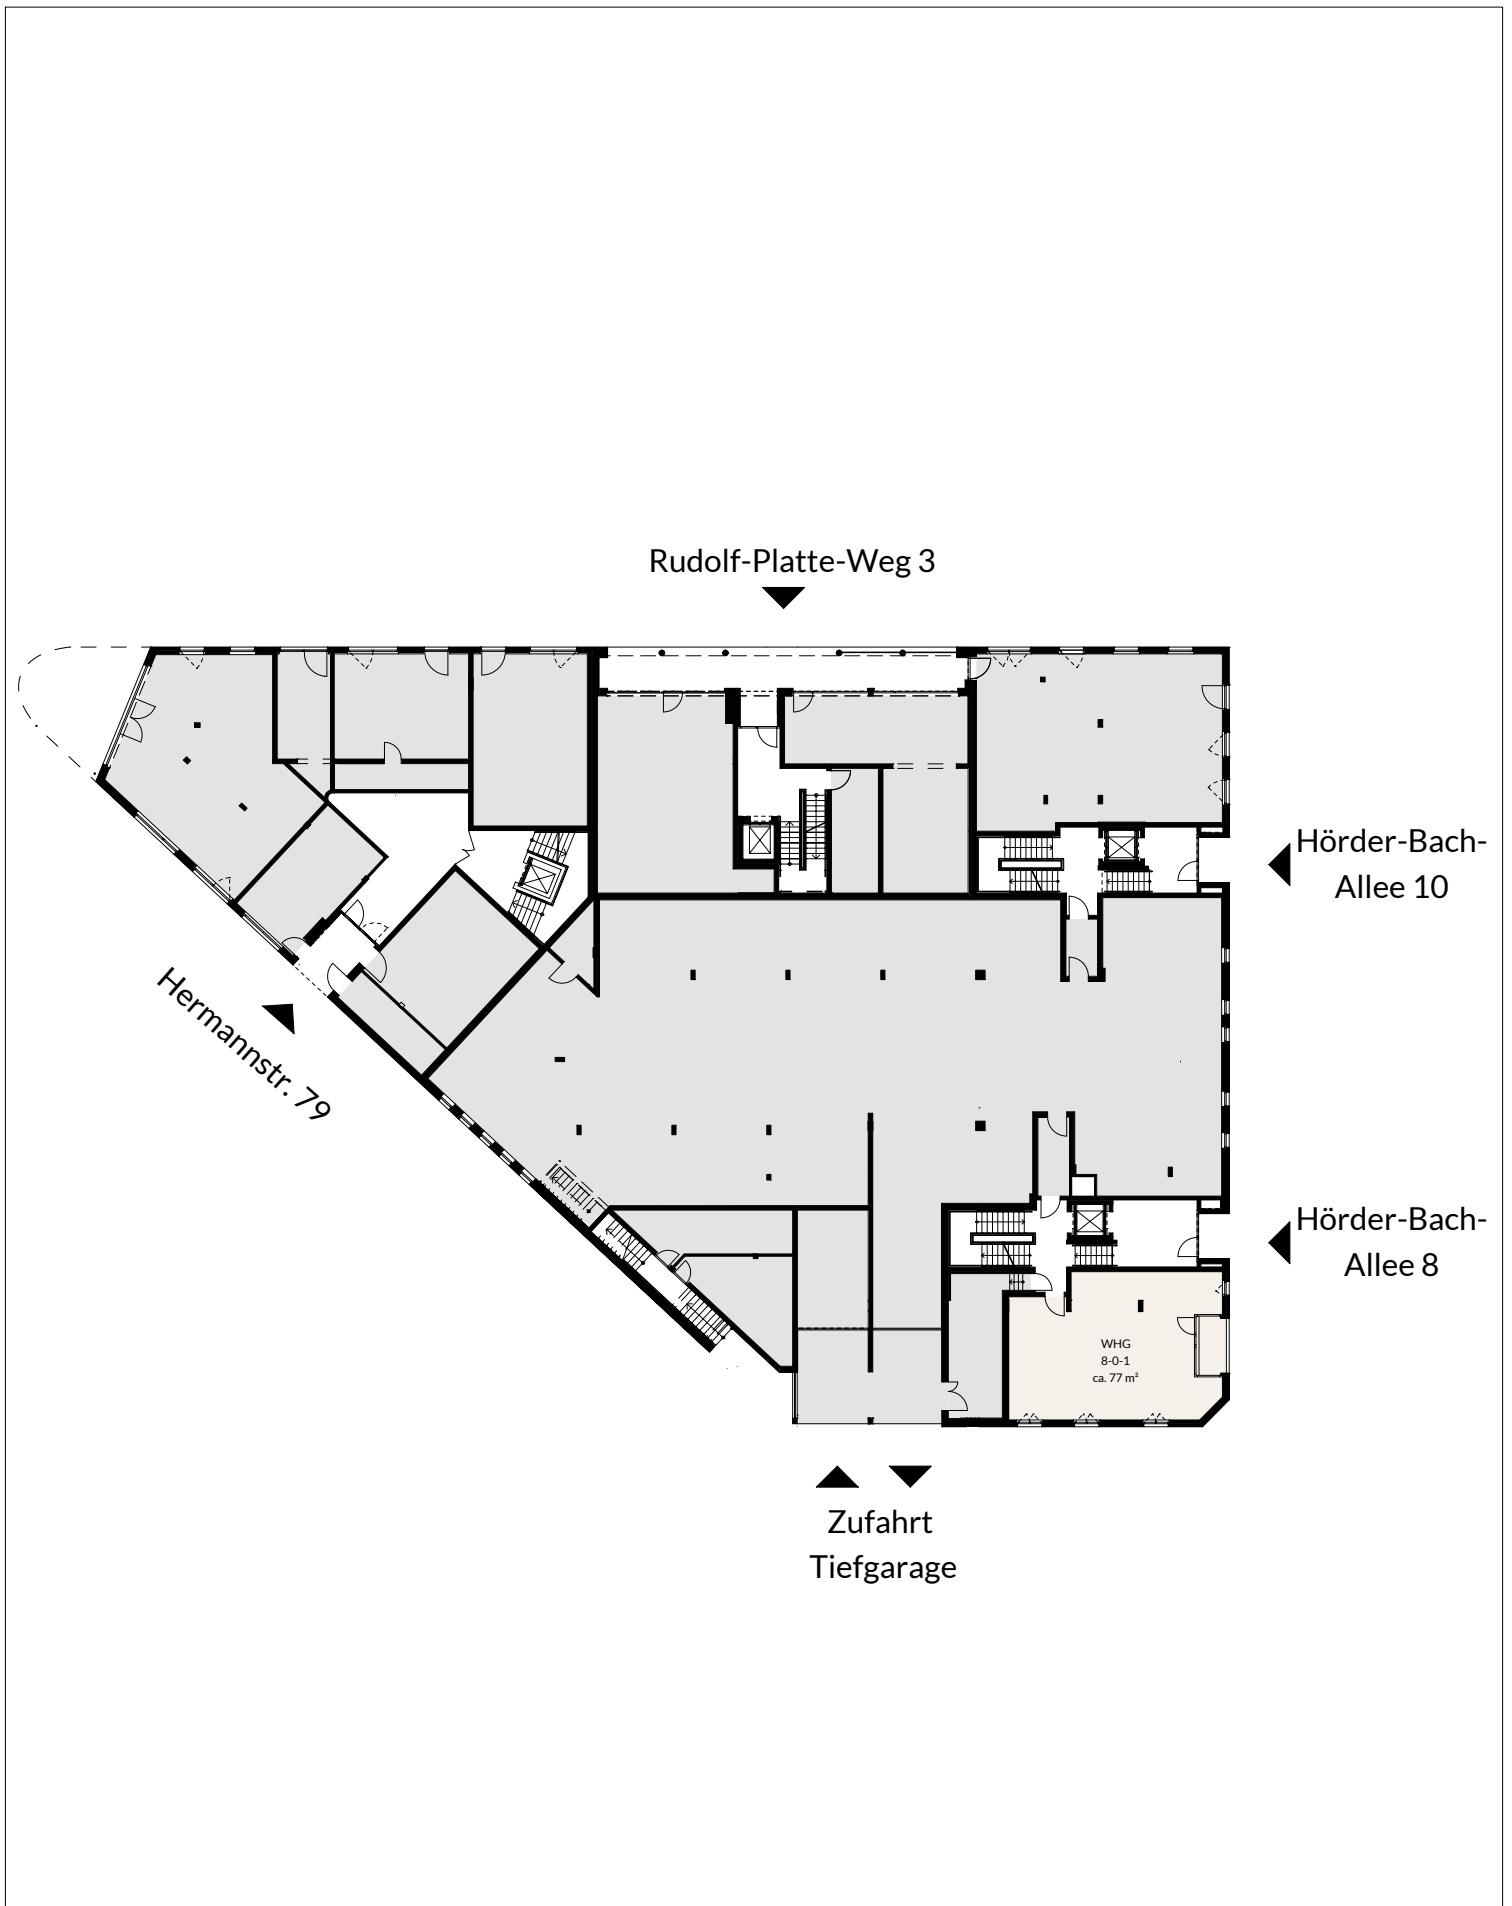 Rudolf-Platte-Weg 3
Hörder-Bach-
Allee 10
Hermannstr. 79
Hörder-Bach-
Allee 8
WHG
8-0-1
ca. 77 m²
Zufahrt
Tiefgarage